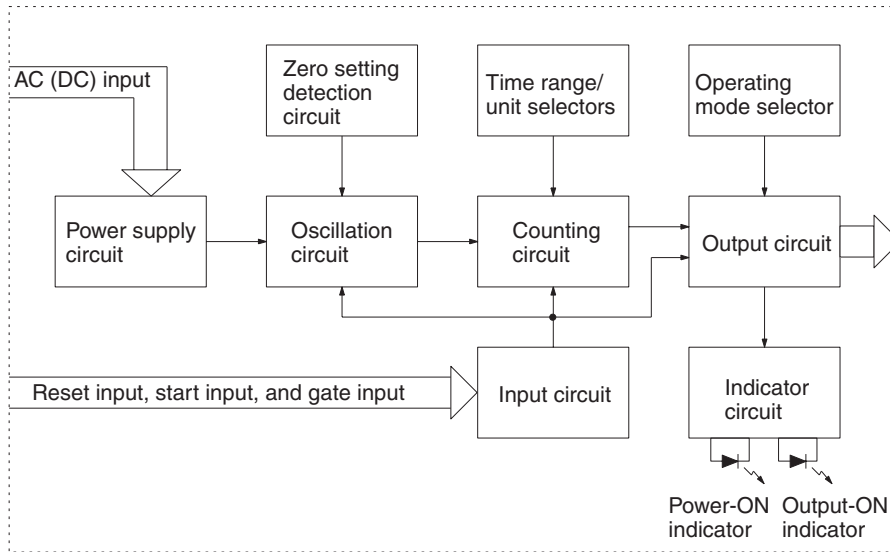 AC (DC) input
Zero setting
detection
circuit
Time range/
unit selectors
Operating
mode selector
Power supply
circuit
Oscillation
circuit
Counting
circuit
Output circuit
Reset input, start input, and gate input
Input circuit
Indicator
circuit
Power-ON
indicator
Output-ON
indicator